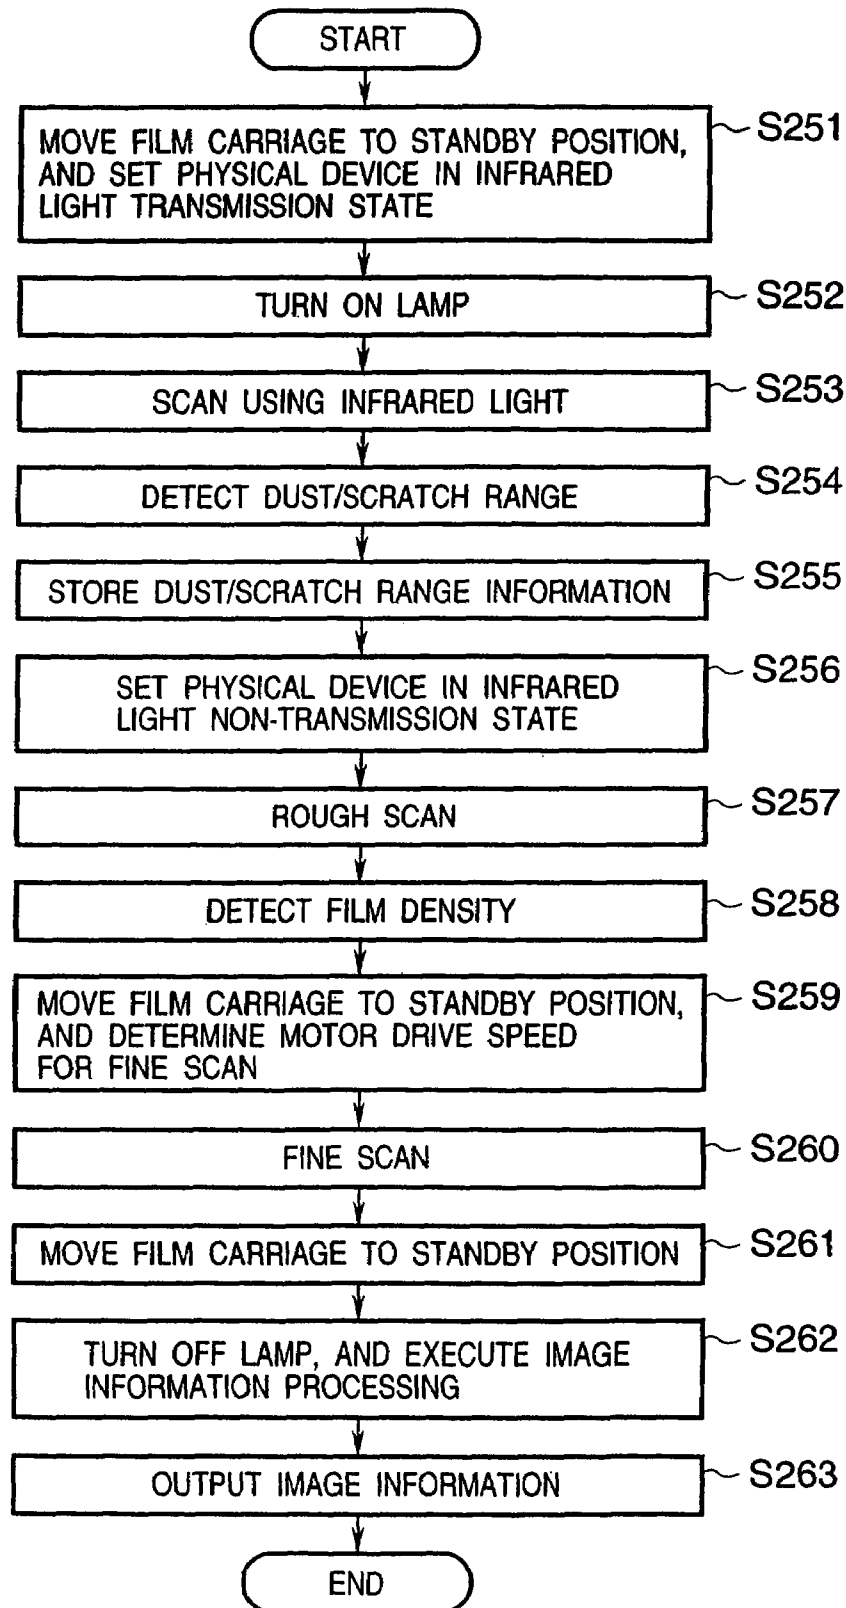 START
MOVE FILM CARRIAGE TO STANDBY POSITION,
AND SET PHYSICAL DEVICE IN INFRARED
LIGHT TRANSMISSION STATE
S251
TURN ON LAMP
S252
SCAN USING INFRARED LIGHT
S253
DETECT DUST/SCRATCH RANGE
S254
STORE DUST/SCRATCH RANGE INFORMATION
S255
SET PHYSICAL DEVICE IN INFRARED
LIGHT NON-TRANSMISSION STATE
S256
ROUGH SCAN
S257
DETECT FILM DENSITY
S258
MOVE FILM CARRIAGE TO STANDBY POSITION,
AND DETERMINE MOTOR DRIVE SPEED
FOR FINE SCAN
S259
FINE SCAN
S260
MOVE FILM CARRIAGE TO STANDBY POSITION
S261
TURN OFF LAMP, AND EXECUTE IMAGE
INFORMATION PROCESSING
S262
OUTPUT IMAGE INFORMATION
S263
END